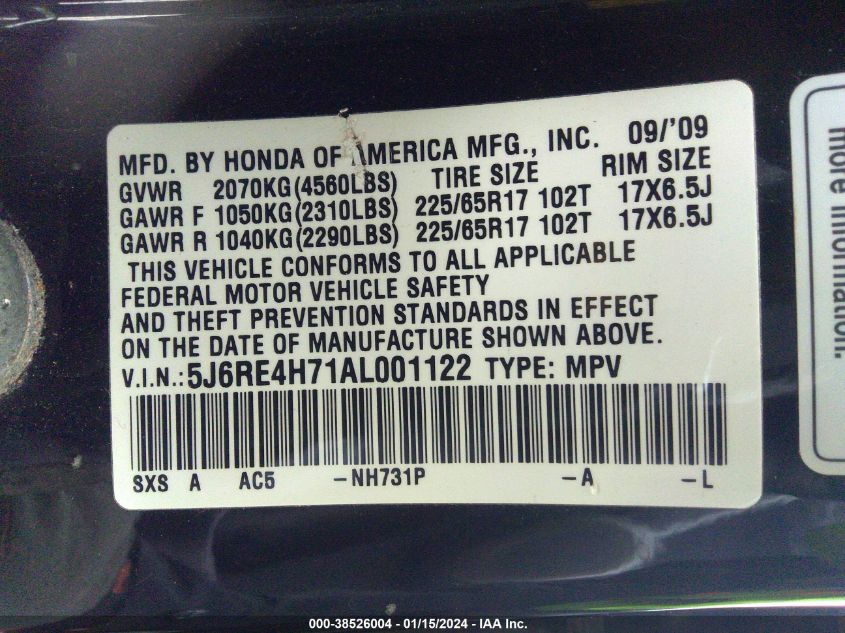 MFD. BY HONDA OF AMERICA MFG., INC. 09/'09
GVWR 2070KG(4560LBS) TIRE SIZE RIM SIZE
GAWR F 1050KG(2310LBS) 225/65R17 102T 17X6.5J
GAWR R 1040KG(2290LBS) 225/65R17 102T 17X6.5J
THIS VEHICLE CONFORMS TO ALL APPLICABLE
FEDERAL MOTOR VEHICLE SAFETY
AND THEFT PREVENTION STANDARDS IN EFFECT
ON THE DATE OF MANUFACTURE SHOWN ABOVE.
V.I.N.: 5J6RE4H71AL001122 TYPE: MPV
SXS A AC5 -NH731P -A -L
more information.
000-38526004 - 01/15/2024 - IAA Inc.